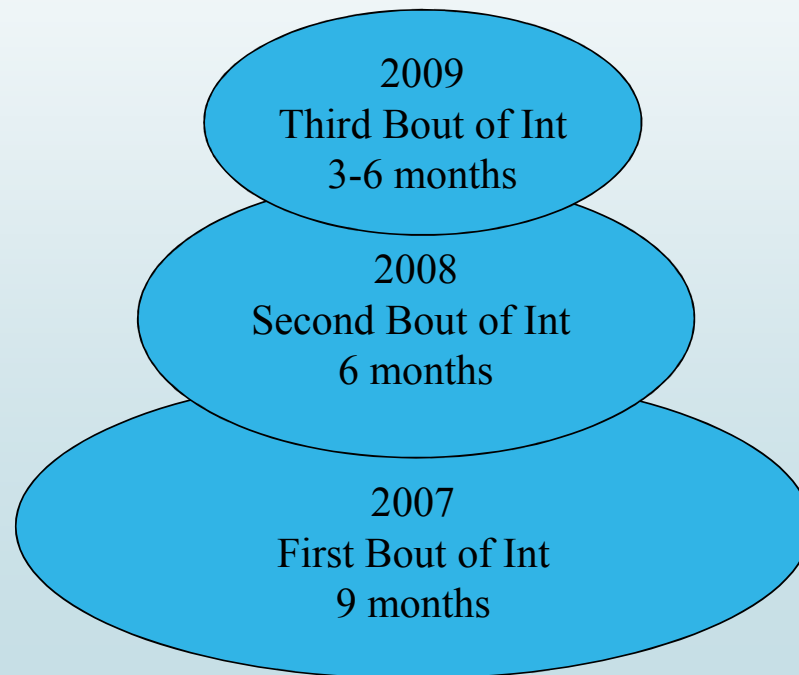 2009
Third Bout of Int
3-6 months
2008
Second Bout of Int
6 months
2007
First Bout of Int
9 months